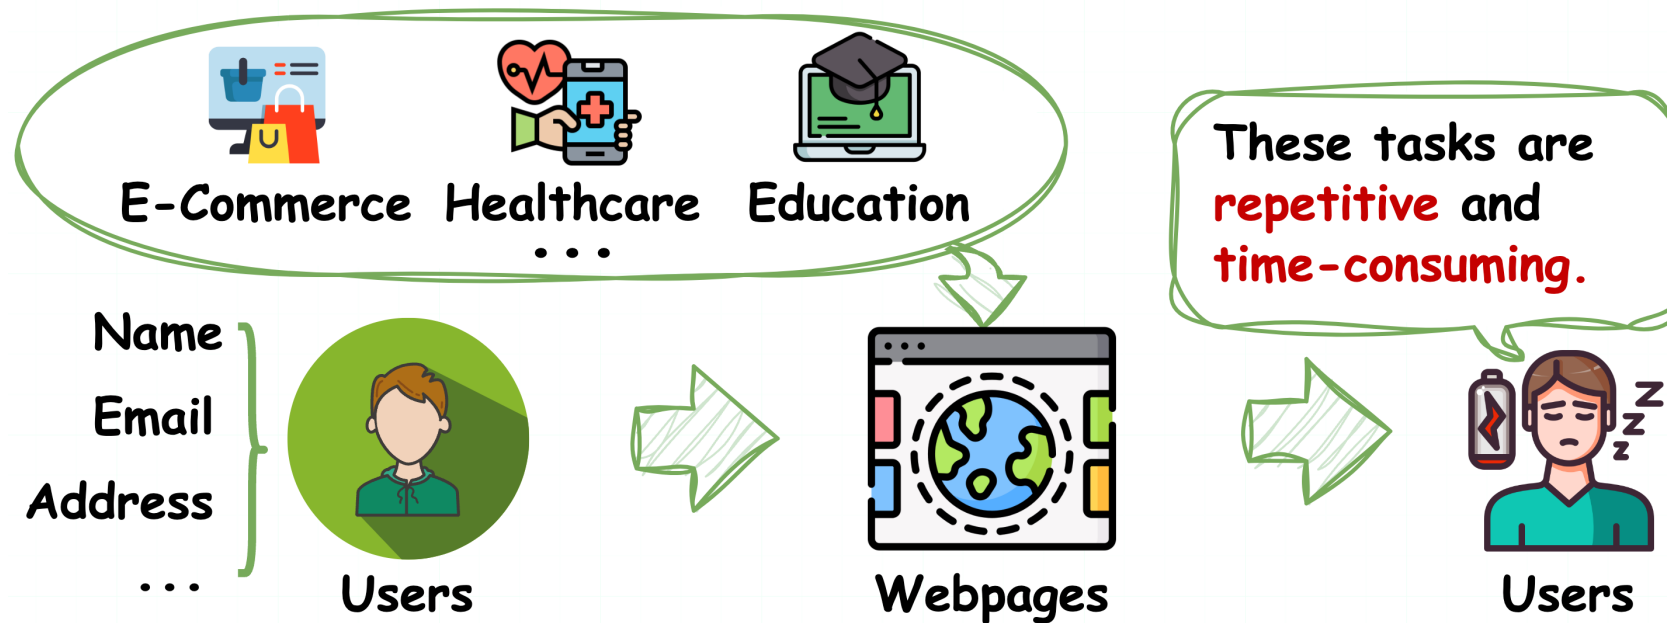 E-Commerce Healthcare Education
...
These tasks are
repetitive and
time-consuming.
Name
Email
Address
...
Users
Webpages
z
z
z
Users